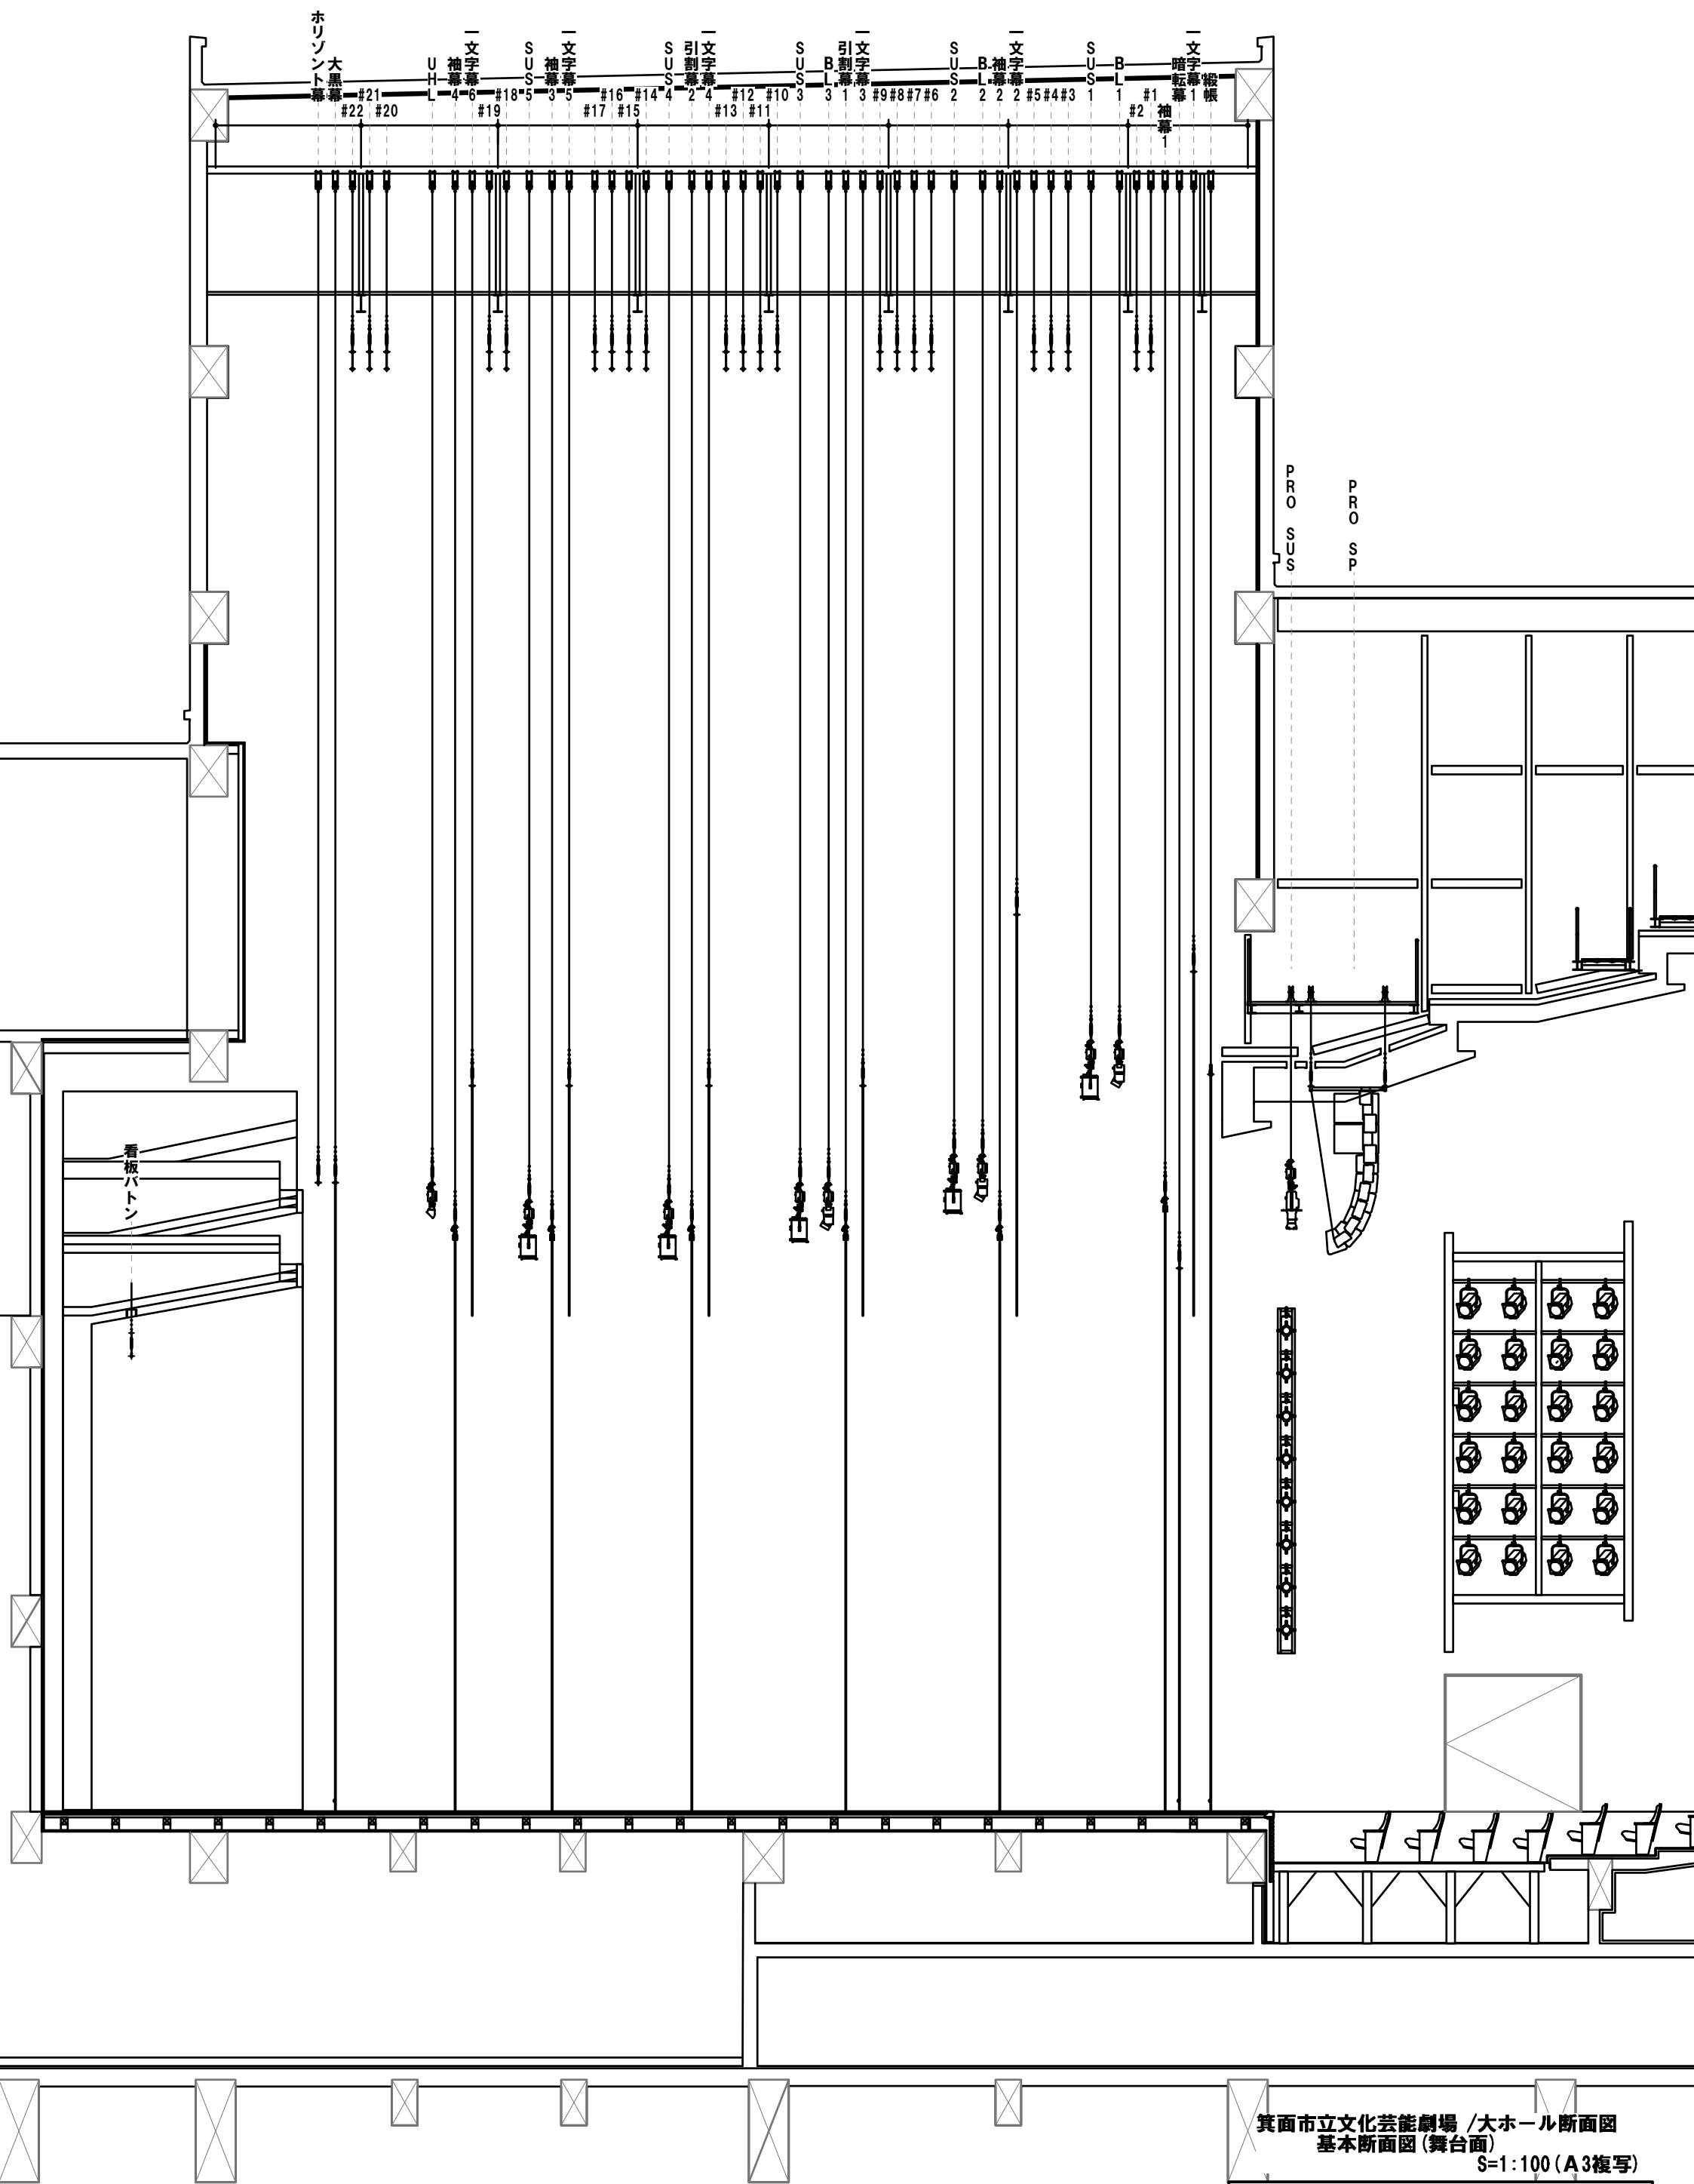 ホリゾント幕
大黒幕
#22
#21
#20
UHL
袖幕4
一文字幕6
#19
#18
SUS5
袖幕3
一文字幕5
#17
#16
#15
#14
SUS4
引割幕2
一文字幕4
#13
#12
#11
#10
SUS3
BL3
引割幕1
一文字幕3
#9
#8
#7
#6
SUS2
BL2
袖幕2
一文字幕2
#5
#4
#3
SUS1
BL1
#2
#1
袖幕1
暗転幕
一文字幕1
緞帳
PRO SUS
PRO SP
看板バトン
箕面市立文化芸能劇場 /大ホール断面図
基本断面図(舞台面)
S=1:100(A3複写)